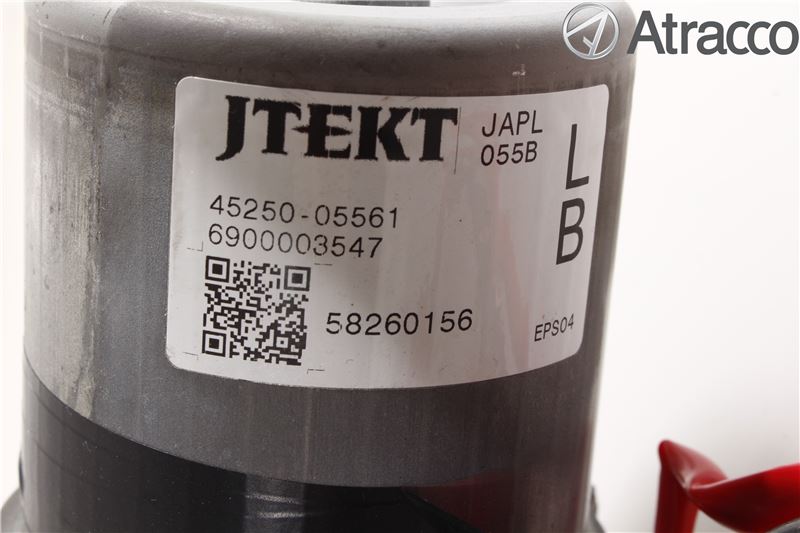 Atracco
JTEKT
JAPL
055B
L
B
45250-05561
6900003547
58260156
EPS04